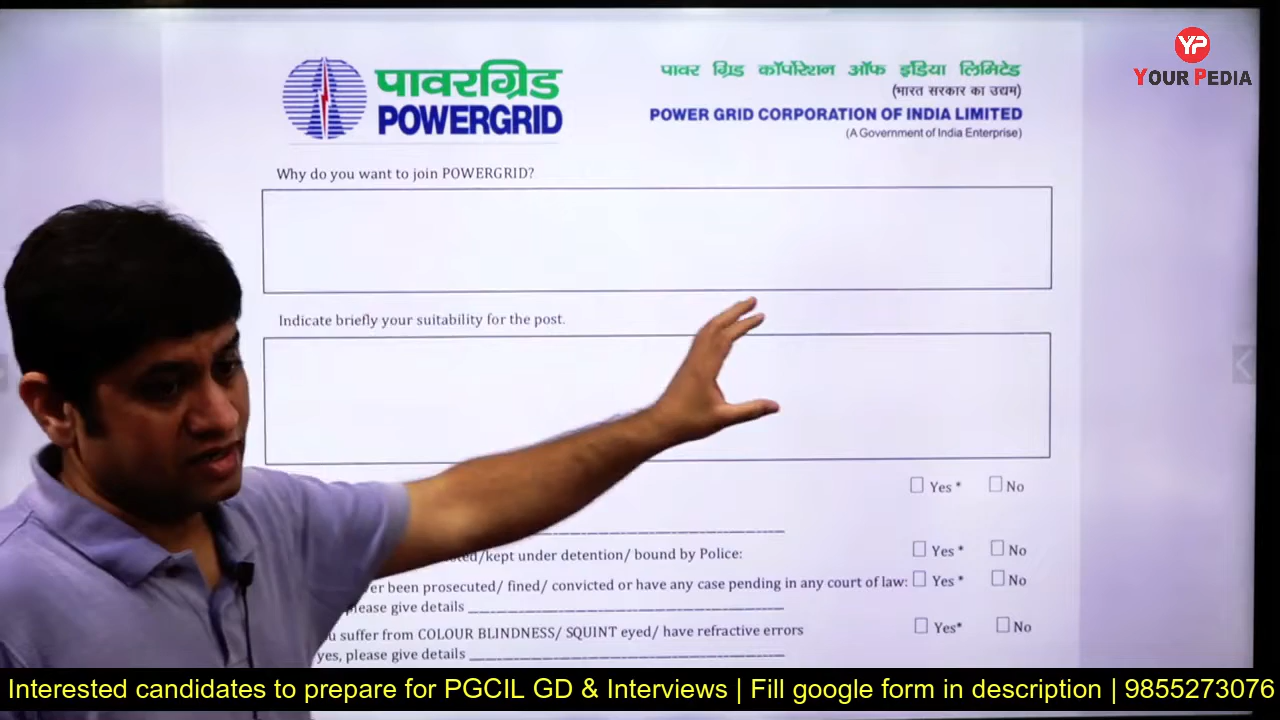 YP
YOUR PEDIA
पावरग्रिड
POWERGRID
पावर ग्रिड कॉर्पोरेशन ऑफ इंडिया लिमिटेड
(भारत सरकार का उद्यम)
POWER GRID CORPORATION OF INDIA LIMITED
(A Government of India Enterprise)
Why do you want to join POWERGRID?
Indicate briefly your suitability for the post.
Yes * No
/kept under detention/ bound by Police: Yes * No
been prosecuted/ fined/ convicted or have any case pending in any court of law: Yes * No
please give details
suffer from COLOUR BLINDNESS/ SQUINT eyed/ have refractive errors Yes* No
yes, please give details
Interested candidates to prepare for PGCIL GD & Interviews | Fill google form in description | 9855273076